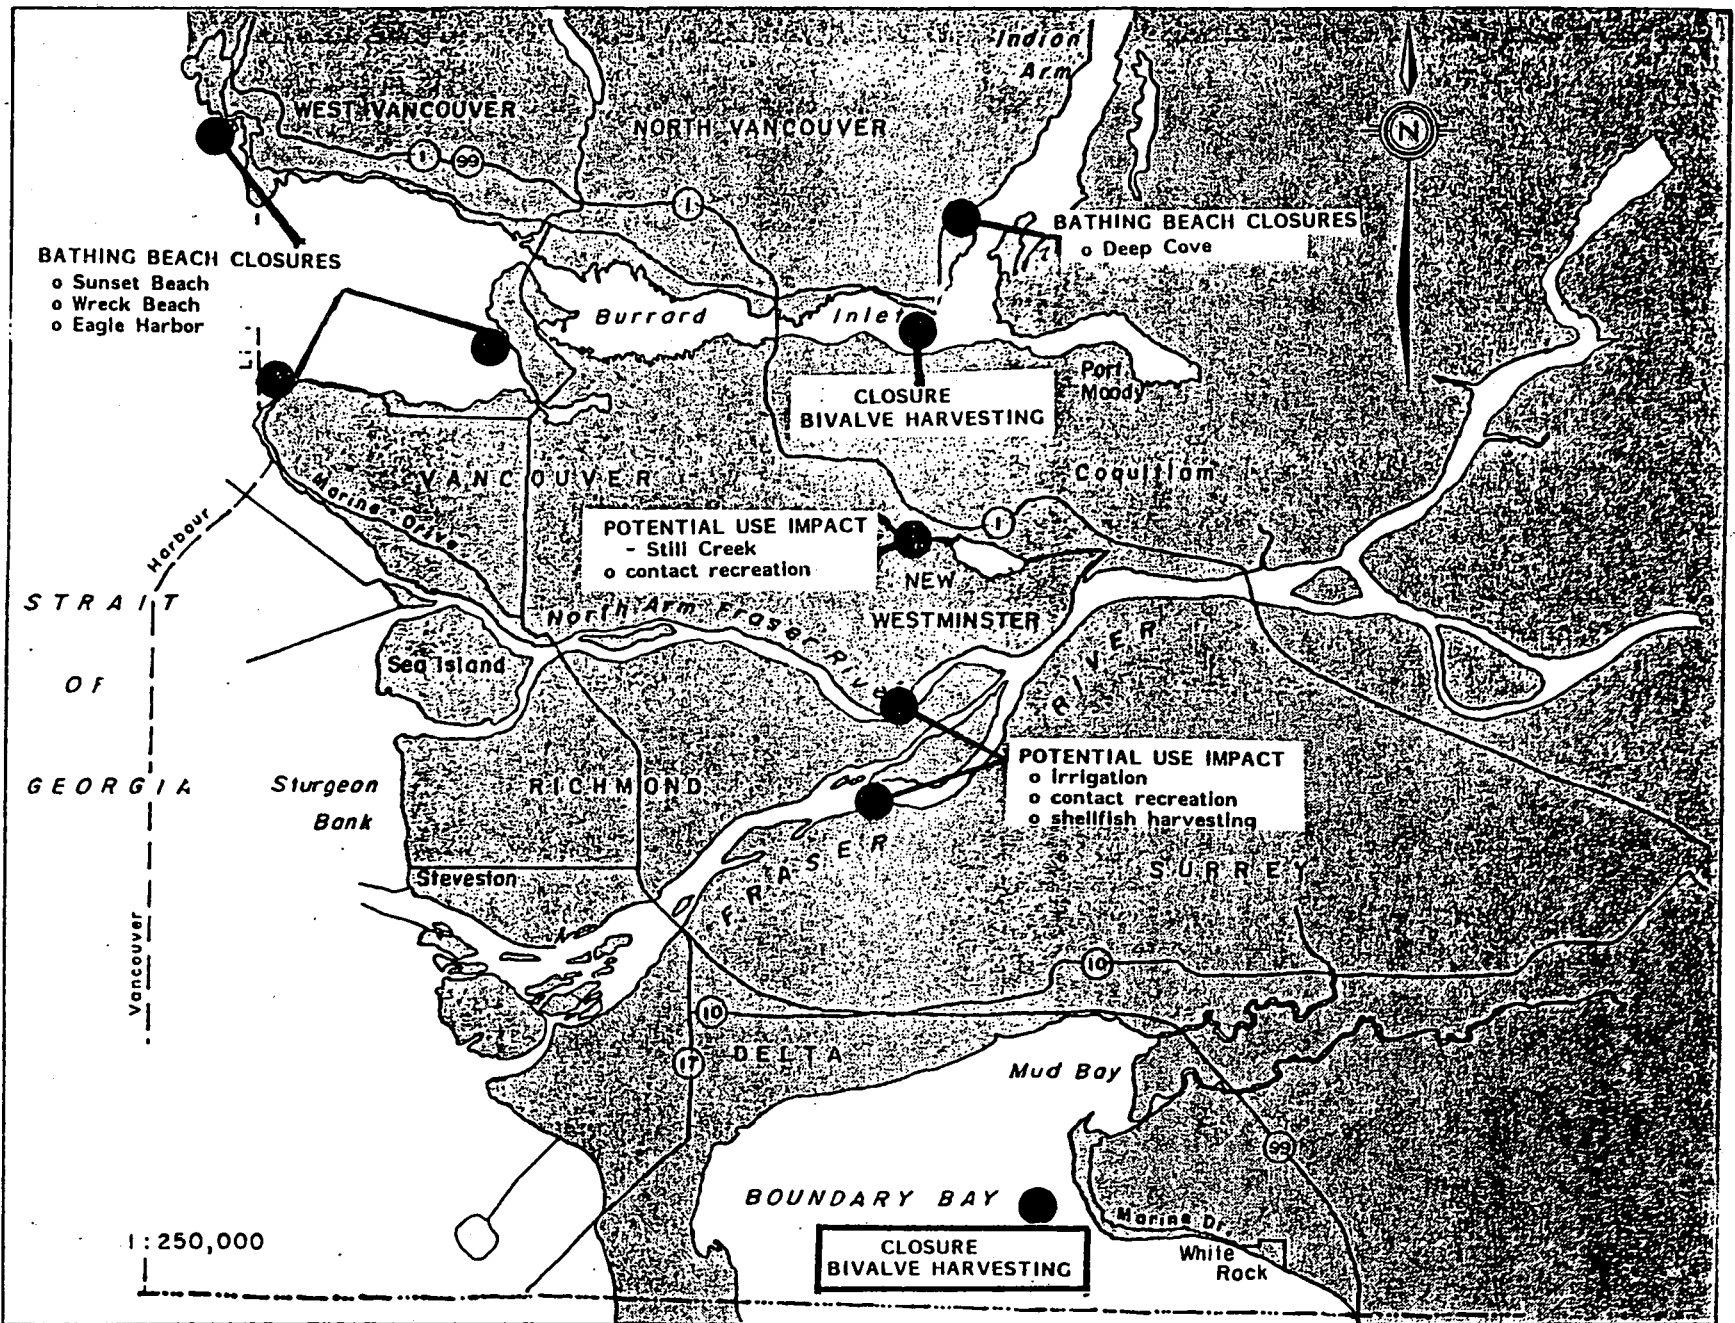 Indian
Arm
WEST VANCOUVER
NORTH VANCOUVER
N
1
99
1
BATHING BEACH CLOSURES
o Deep Cove
BATHING BEACH CLOSURES
o Sunset Beach
o Wreck Beach
o Eagle Harbor
Burrard Inlet
Port
Moody
CLOSURE
BIVALVE HARVESTING
VANCOUVER
Coquitlam
Marine Drive
Harbour
POTENTIAL USE IMPACT
- Still Creek
o contact recreation
1
NEW
WESTMINSTER
STRAIT
OF
GEORGIA
North Arm Fraser River
Sea Island
POTENTIAL USE IMPACT
o irrigation
o contact recreation
o shellfish harvesting
Sturgeon
Bank
RICHMOND
FRASER RIVER
SURREY
Steveston
Vancouver
10
10
17
DELTA
Mud Bay
99
BOUNDARY BAY
Marine Dr
White
Rock
CLOSURE
BIVALVE HARVESTING
1:250,000